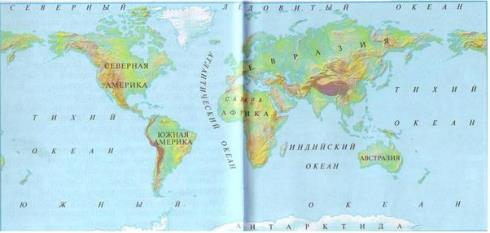 СЕВЕРНЫЙ ЛЕДОВИТЫЙ ОКЕАН
СЕВЕРНАЯ
АМЕРИКА
АТЛАНТИЧЕСКИЙ
ОКЕАН
ЕВРАЗИЯ
САХАРА
АФРИКА
ТИХИЙ
ОКЕАН
ТИХИЙ
ОКЕАН
ЮЖНАЯ
АМЕРИКА
ИНДИЙСКИЙ
ОКЕАН
АВСТРАЛИЯ
ЮЖНЫЙ ОКЕАН
АНТАРКТИДА